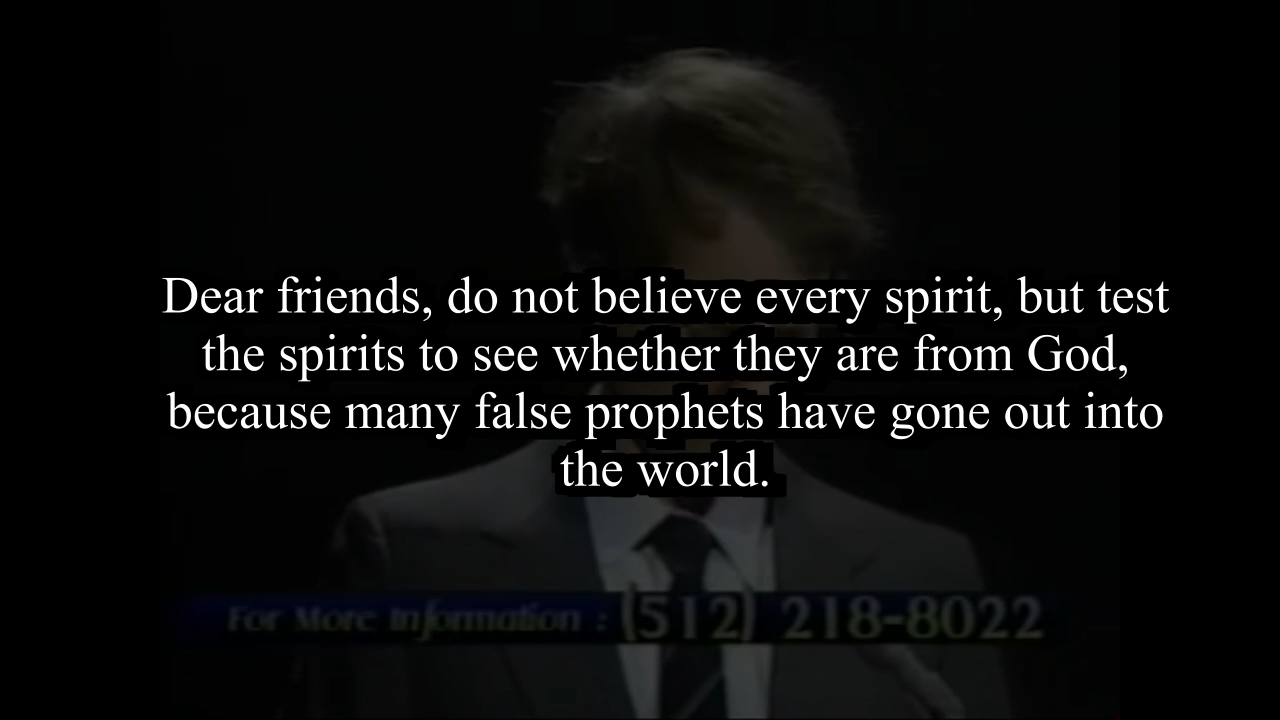 Dear friends, do not believe every spirit, but test
the spirits to see whether they are from God,
because many false prophets have gone out into
the world.
For More Information : (512) 218-8022